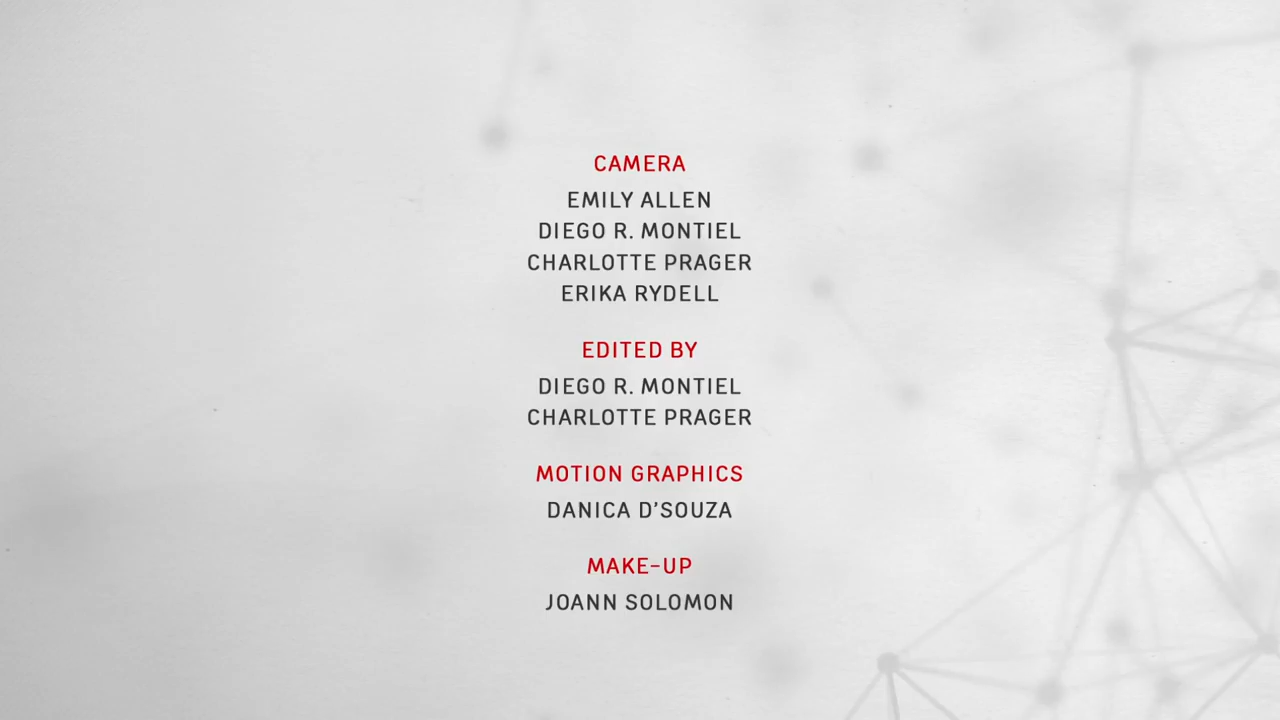 CAMERA
EMILY ALLEN
DIEGO R. MONTIEL
CHARLOTTE PRAGER
ERIKA RYDELL
EDITED BY
DIEGO R. MONTIEL
CHARLOTTE PRAGER
MOTION GRAPHICS
DANICA D’SOUZA
MAKE-UP
JOANN SOLOMON